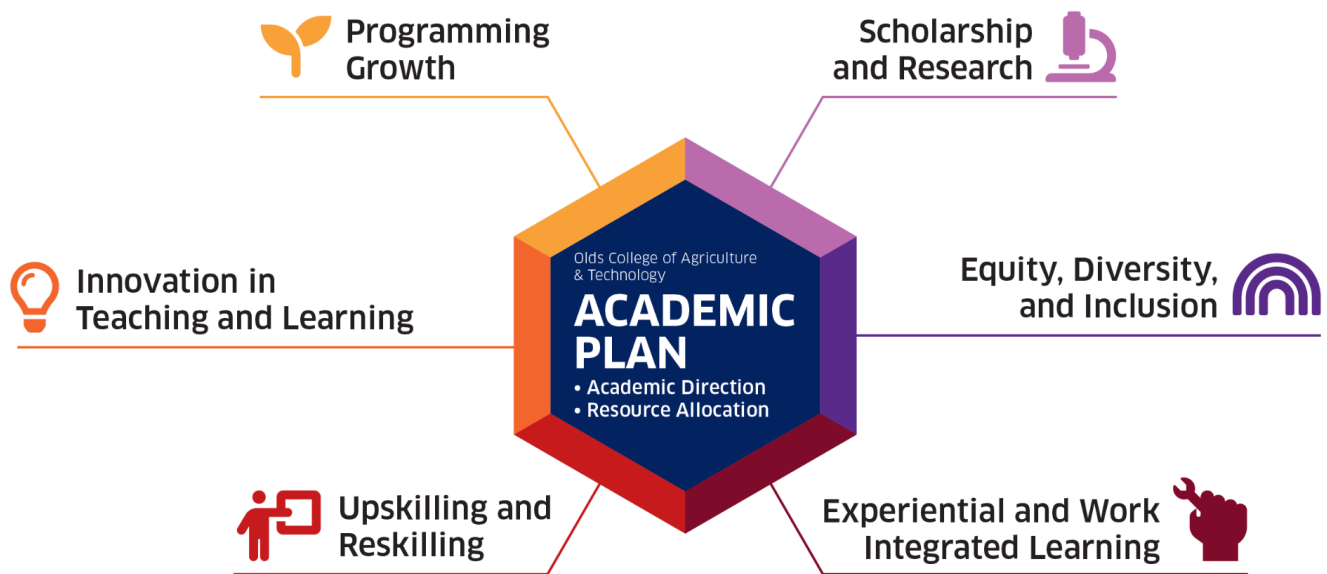 Programming
Growth
Scholarship
and Research
Innovation in
Teaching and Learning
Olds College of Agriculture
& Technology
ACADEMIC
PLAN
• Academic Direction
• Resource Allocation
Equity, Diversity,
and Inclusion
Upskilling and
Reskilling
Experiential and Work
Integrated Learning